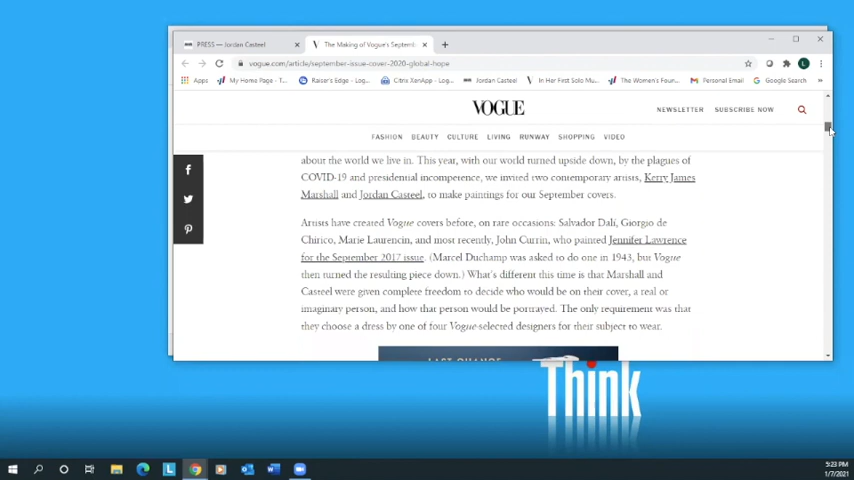 PRESS — Jordan Casteel
The Making of Vogue's Septemb
vogue.com/article/september-issue-cover-2020-global-hope
Apps My Home Page - T... Raiser's Edge - Log... Citrix XenApp - Log... Jordan Casteel In Her First Solo Mu... The Women's Foun... Personal Email Google Search »
VOGUE
NEWSLETTER SUBSCRIBE NOW
FASHION BEAUTY CULTURE LIVING RUNWAY SHOPPING VIDEO
about the world we live in. This year, with our world turned upside down, by the plagues of
COVID-19 and presidential incompetence, we invited two contemporary artists, Kerry James
Marshall and Jordan Casteel, to make paintings for our September covers.
Artists have created Vogue covers before, on rare occasions: Salvador Dalí, Giorgio de
Chirico, Marie Laurencin, and most recently, John Currin, who painted Jennifer Lawrence
for the September 2017 issue. (Marcel Duchamp was asked to do one in 1943, but Vogue
then turned the resulting piece down.) What's different this time is that Marshall and
Casteel were given complete freedom to decide who would be on their cover, a real or
imaginary person, and how that person would be portrayed. The only requirement was that
they choose a dress by one of four Vogue-selected designers for their subject to wear.
LAST CHANCE
Think
5:23 PM
1/7/2021